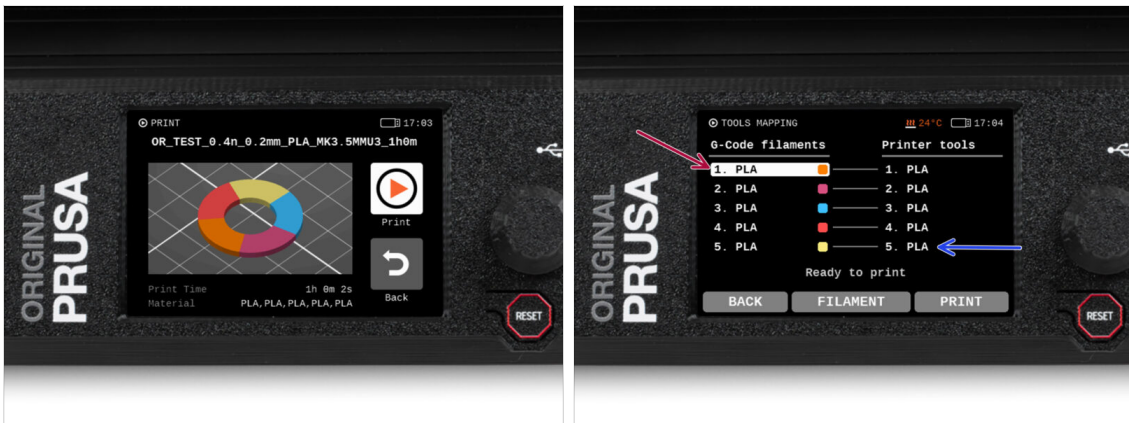 PRINT
17:03
OR_TEST_0.4n_0.2mm_PLA_MK3.5MMU3_1h0m
Print
Print Time 1h 0m 2s
Material PLA,PLA,PLA,PLA,PLA
Back
ORIGINAL
PRUSA
RESET
TOOLS MAPPING 24°C 17:04
G-Code filaments Printer tools
1. PLA 1. PLA
2. PLA 2. PLA
3. PLA 3. PLA
4. PLA 4. PLA
5. PLA 5. PLA
Ready to print
BACK FILAMENT PRINT
ORIGINAL
PRUSA
RESET